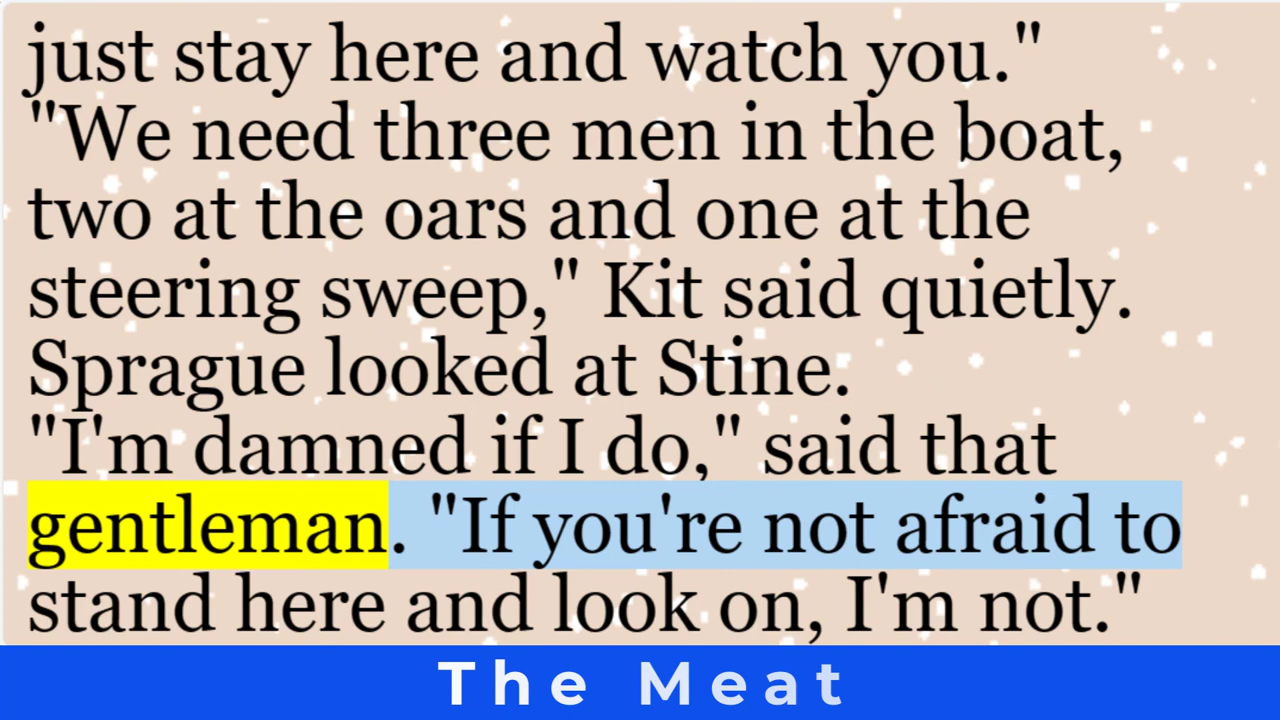 just stay here and watch you."
"We need three men in the boat,
two at the oars and one at the
steering sweep," Kit said quietly.
Sprague looked at Stine.
"I'm damned if I do," said that
gentleman. "If you're not afraid to
stand here and look on, I'm not."
The Meat